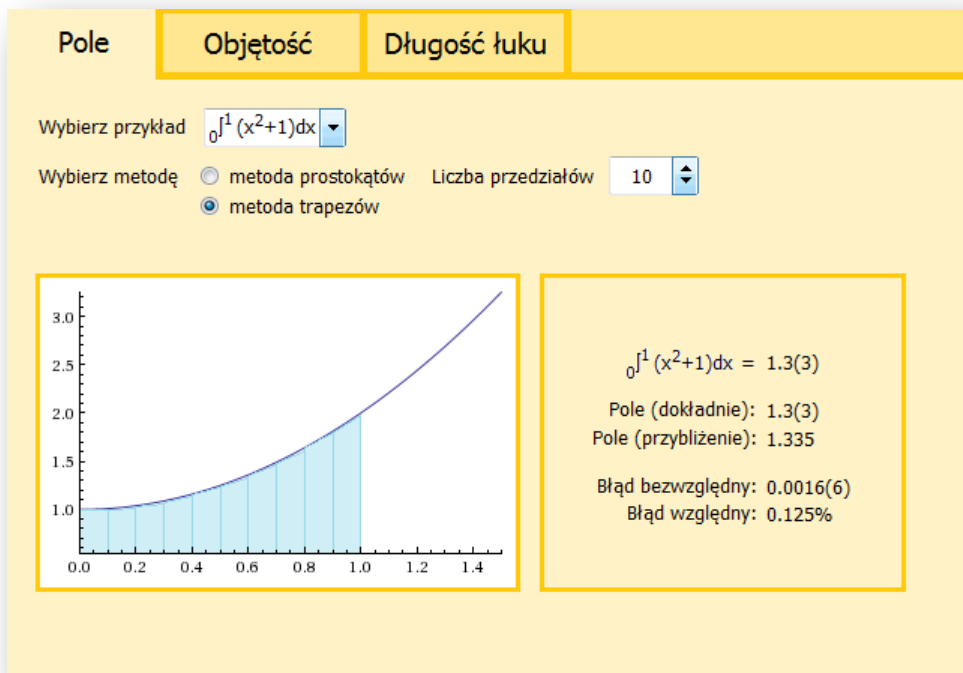 Pole Objętość Długość łuku
Wybierz przykład ₀∫¹ (x²+1)dx
Wybierz metodę metoda prostokątów Liczba przedziałów 10
metoda trapezów
3.0
2.5
2.0
1.5
1.0
0.0 0.2 0.4 0.6 0.8 1.0 1.2 1.4
₀∫¹ (x²+1)dx = 1.3(3)
Pole (dokładnie): 1.3(3)
Pole (przybliżenie): 1.335
Błąd bezwzględny: 0.0016(6)
Błąd względny: 0.125%